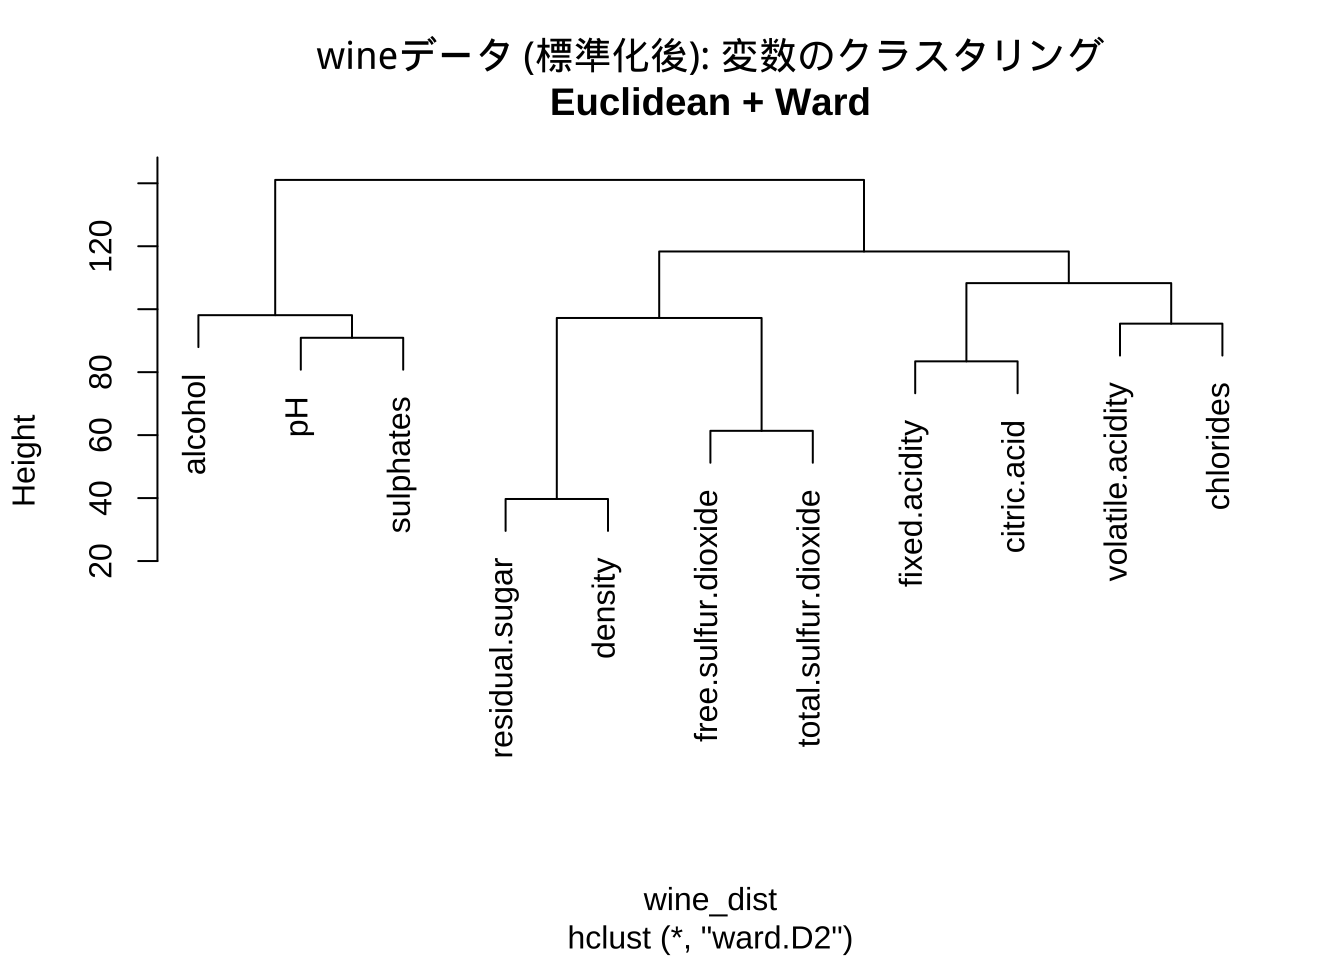 wineデータ (標準化後): 変数のクラスタリング
Euclidean + Ward
Height
120
80
60
40
20
alcohol
pH
sulphates
residual.sugar
density
free.sulfur.dioxide
total.sulfur.dioxide
fixed.acidity
citric.acid
volatile.acidity
chlorides
wine_dist
hclust (*, "ward.D2")